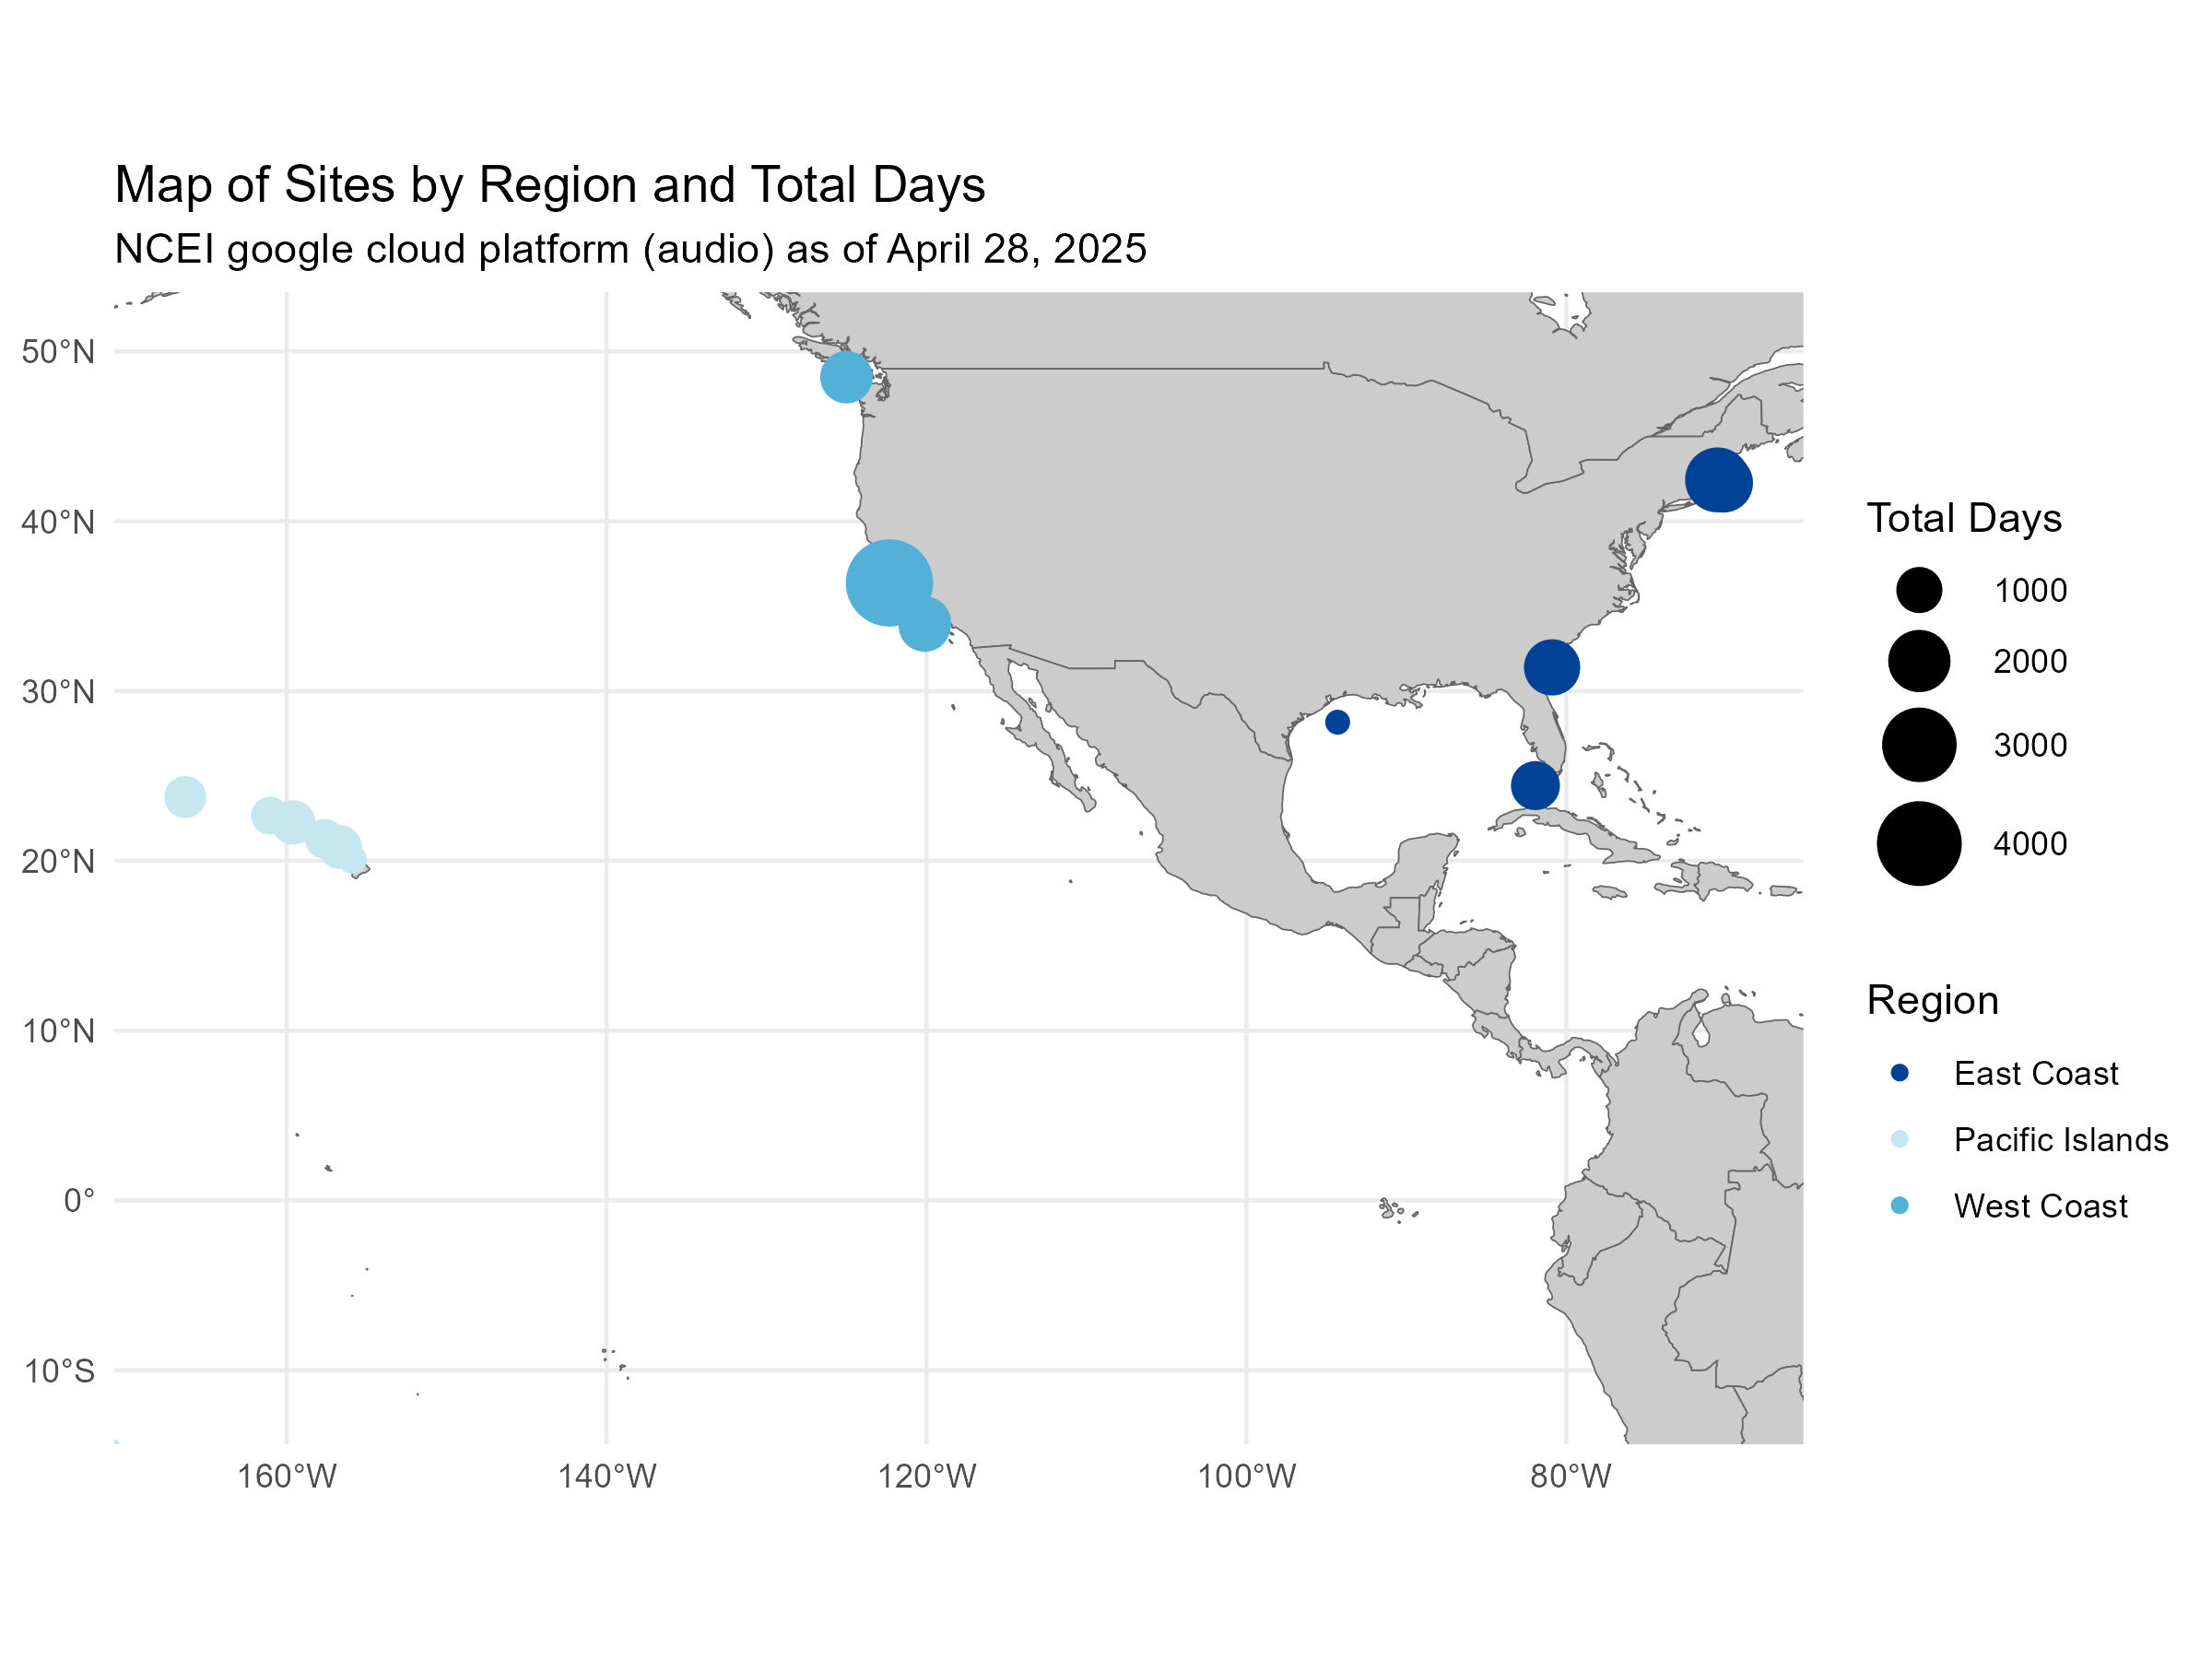 Map of Sites by Region and Total Days
NCEI google cloud platform (audio) as of April 28, 2025
50°N
40°N
30°N
20°N
10°N
0°
10°S
160°W
140°W
120°W
100°W
80°W
Total Days
1000
2000
3000
4000
Region
East Coast
Pacific Islands
West Coast